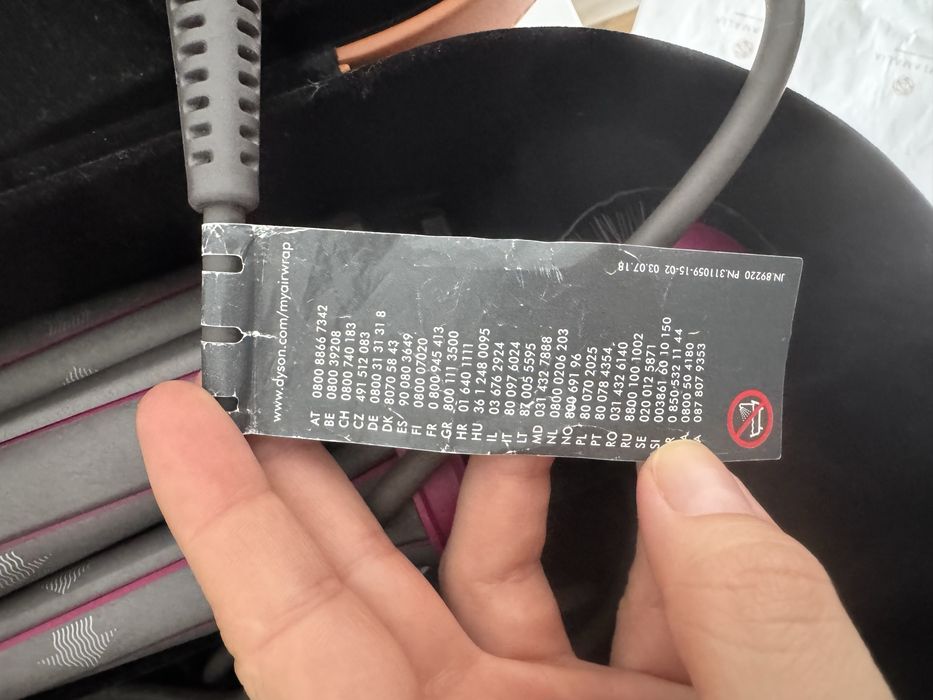 www.dyson.com/myairwrap
AT 0800 8866 7342
BE 0800 39208
CH 0800 740 183
CZ 491 512 083
DE 0800 31 31 31 8
DK 8070 58 43
ES 90 080 3649
FI 0800 07020
FR 0 800 945 413
GR 800 111 3500
HR 01 640 1111
HU 36 1 248 0095
IL 03 676 2924
IT 80 097 6024
LT 82 005 5595
MD 031 432 7888
NL 0800 0206 203
NO 800 691 96
PL 80 070 2025
PT 80 078 4354
RO 031 432 6140
RU 8800 100 1002
SE 0200 012 5871
SI 003861 60 10 10 150
0 850 532 11 44
0800 50 4180
087 807 9353
JN.89220 PN.311059-15-02 03.07.18